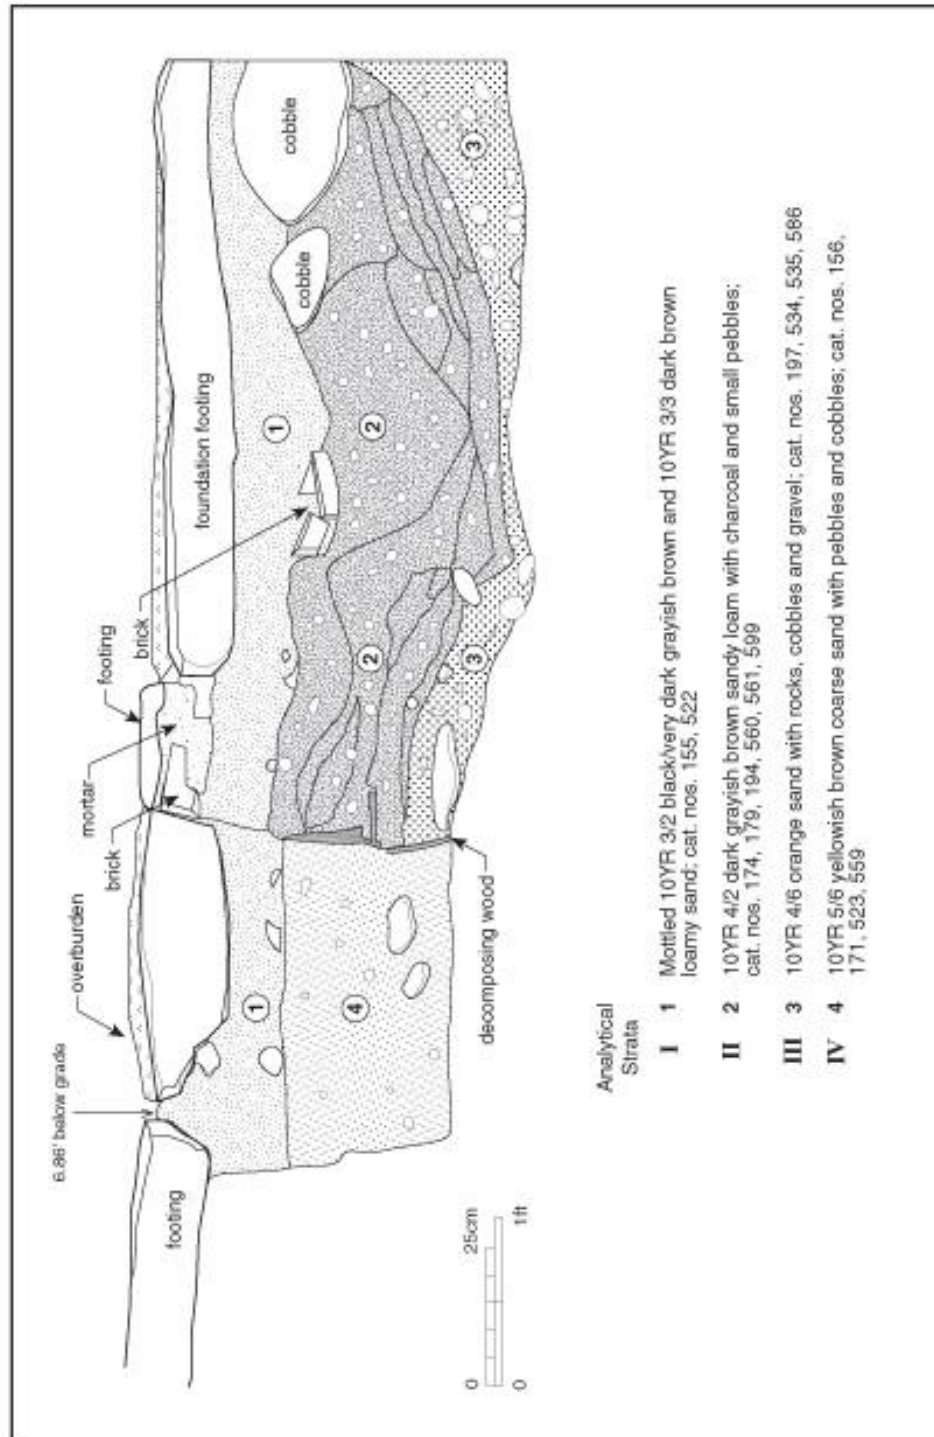 6.86' below grade
overburden
brick
mortar
footing
brick
footing
foundation footing
cobble
cobble
1
1
2
2
3
3
4
decomposing wood
0 25cm
0 1ft
Analytical
Strata
I 1 Mottled 10YR 3/2 black/very dark grayish brown and 10YR 3/3 dark brown
loamy sand; cat. nos. 155, 522
II 2 10YR 4/2 dark grayish brown sandy loam with charcoal and small pebbles;
cat. nos. 174, 179, 194, 560, 561, 599
III 3 10YR 4/6 orange sand with rocks, cobbles and gravel; cat. nos. 197, 534, 535, 586
IV 4 10YR 5/6 yellowish brown coarse sand with pebbles and cobbles; cat. nos. 156,
171, 523, 559